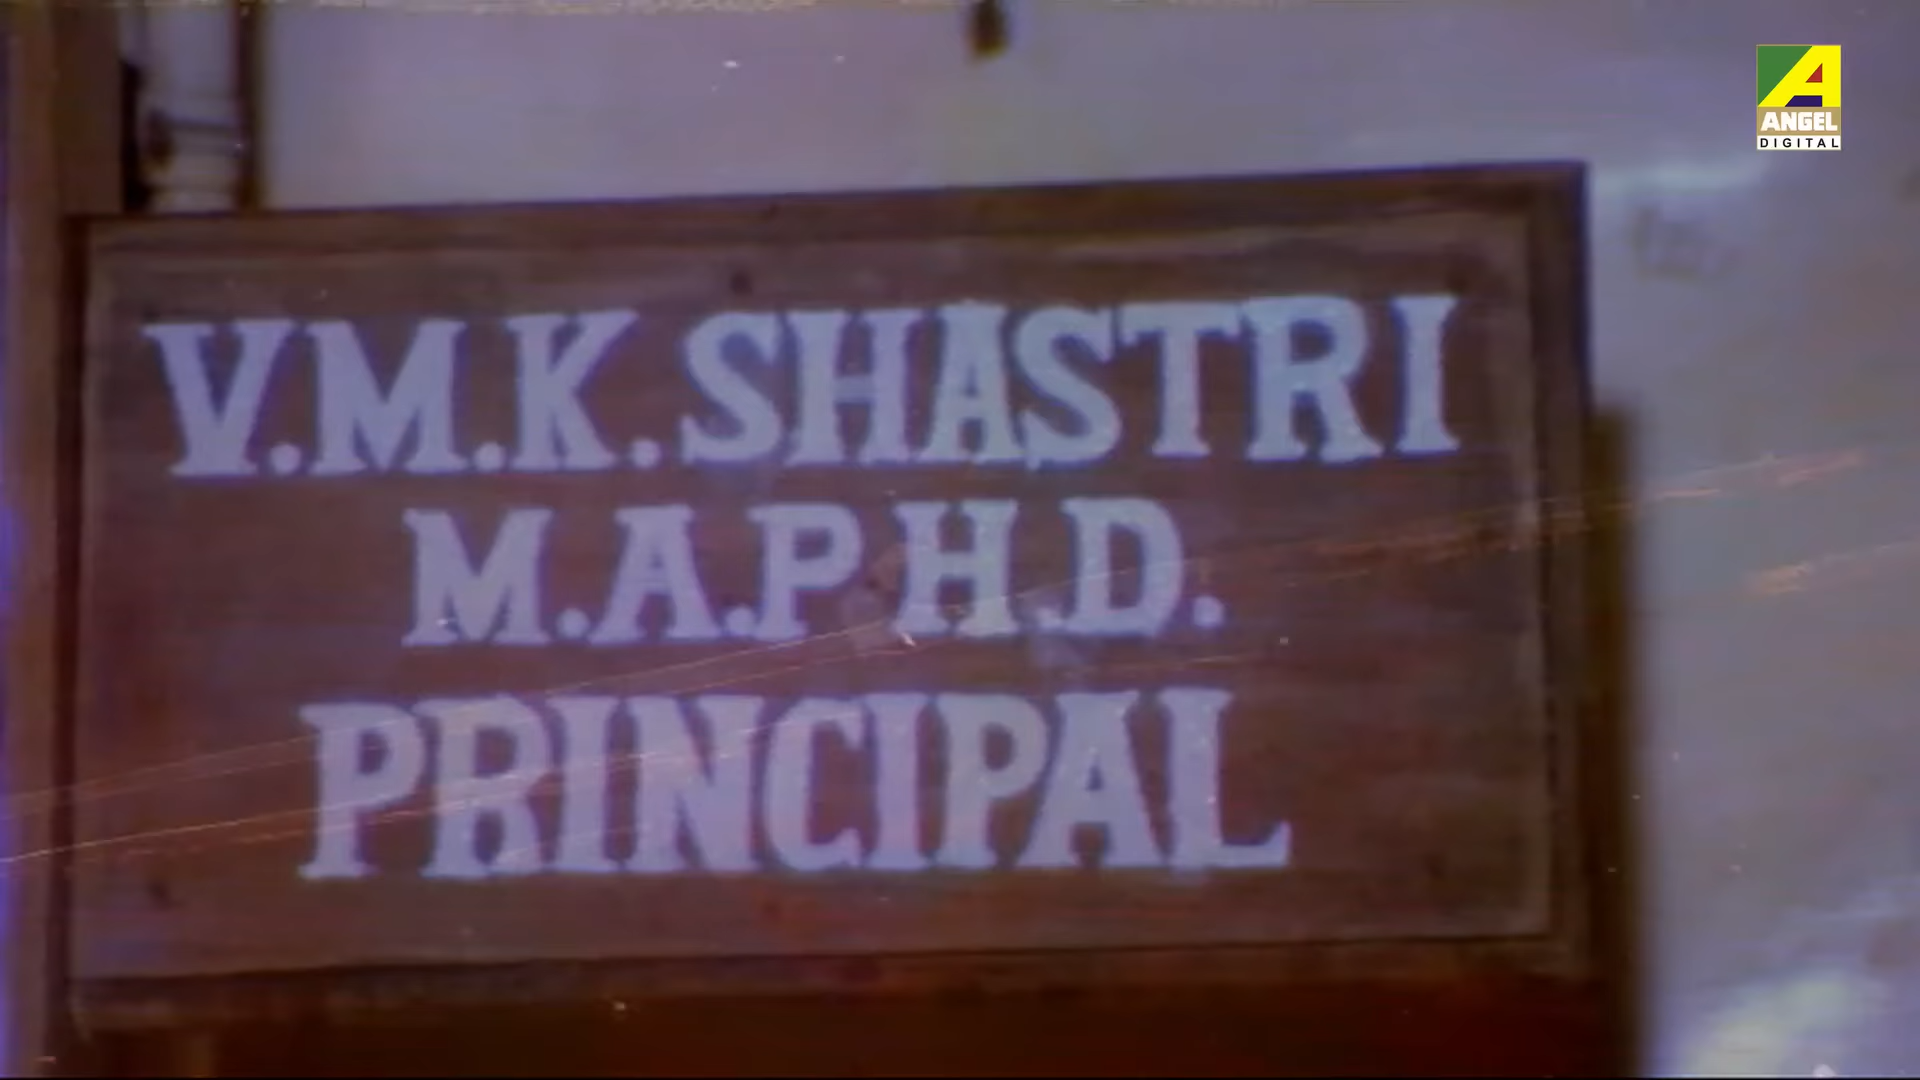 ANGEL
DIGITAL
V.M.K.SHASTRI
M.A.P H.D.
PRINCIPAL